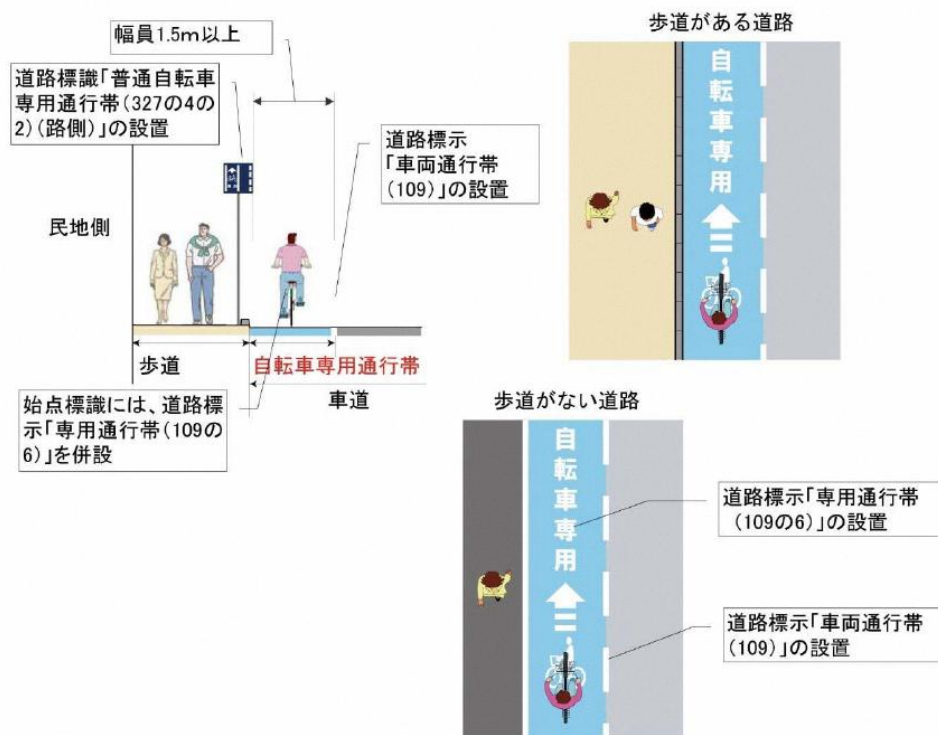 幅員1.5m以上
道路標識「普通自転車
専用通行帯(327の4の
2)(路側)」の設置
道路標示
「車両通行帯
(109)」の設置
民地側
歩道
自転車専用通行帯
車道
始点標識には、道路標
示「専用通行帯(109の
6)」を併設
歩道がある道路
自転車専用
歩道がない道路
自転車専用
道路標示「専用通行帯
(109の6)」の設置
道路標示「車両通行帯
(109)」の設置